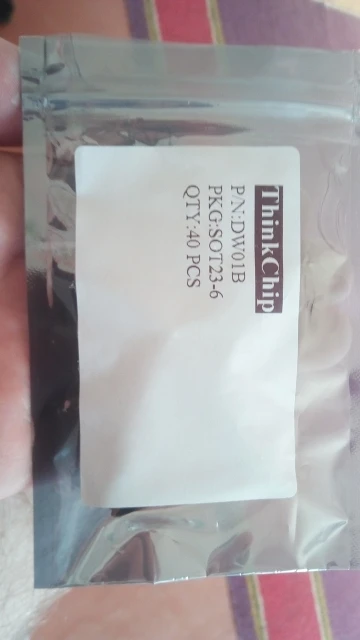 ThinkChip
P/N:DW01B
PKG:SOT23-6
QTY:40 PCS